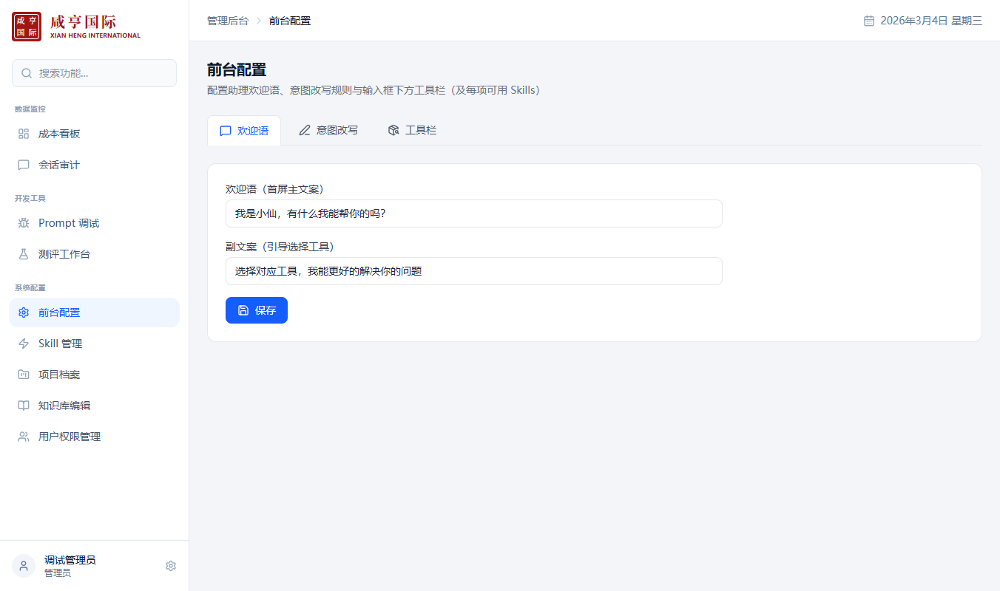 咸亨
国际
咸亨国际
XIAN HENG INTERNATIONAL
搜索功能...
数据监控
成本看板
会话审计
开发工具
Prompt 调试
测评工作台
系统配置
前台配置
Skill 管理
项目档案
知识库编辑
用户权限管理
调试管理员
管理员
管理后台 > 前台配置
2026年3月4日 星期三
前台配置
配置助理欢迎语、意图改写规则与输入框下方工具栏（及每项可用 Skills）
欢迎语
意图改写
工具栏
欢迎语（首屏主文案）
我是小仙，有什么我能帮你的吗？
副文案（引导选择工具）
选择对应工具，我能更好的解决你的问题
保存